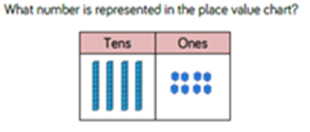 What number is represented in the place value chart?
Tens Ones